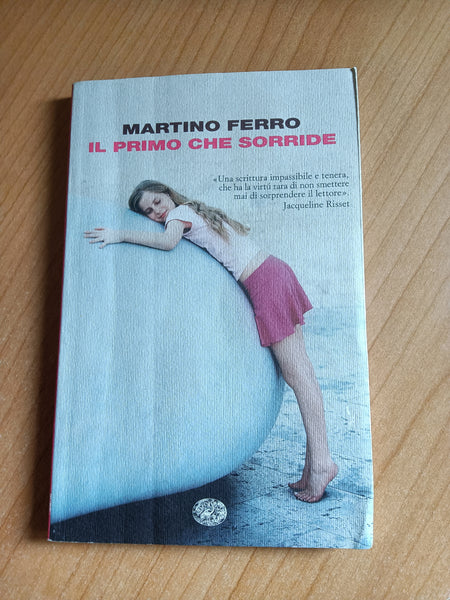 MARTINO FERRO
IL PRIMO CHE SORRIDE
«Una scrittura impassibile e tenera,
che ha la virtú rara di non smettere
mai di sorprendere il lettore».
Jacqueline Risset